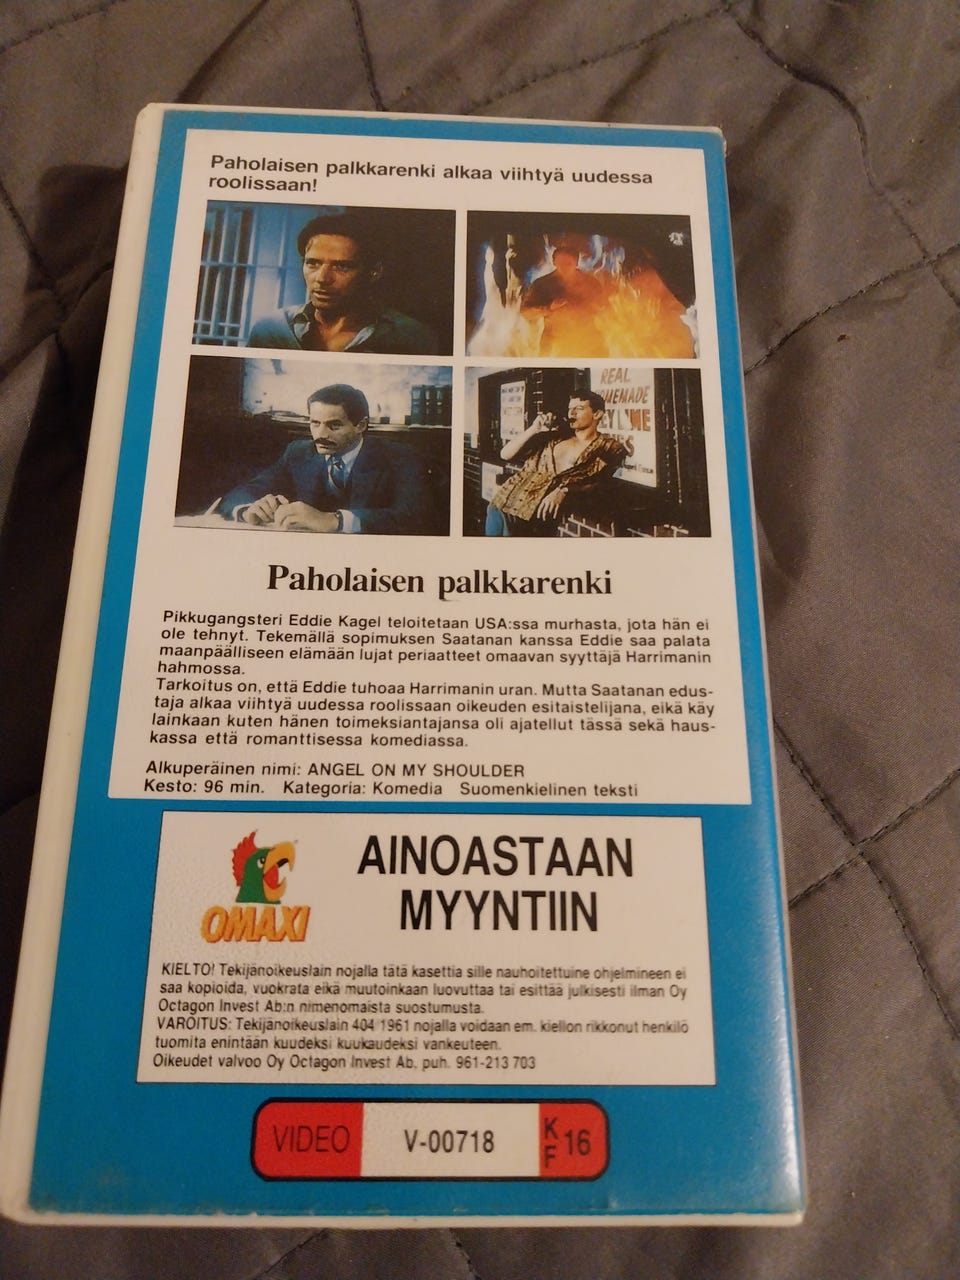 Paholaisen palkkarenki alkaa viihtyä uudessa
roolissaan!
REAL
Paholaisen palkkarenki
Pikkugangsteri Eddie Kagel teloitetaan USA:ssa murhasta, jota hän ei
ole tehnyt. Tekemällä sopimuksen Saatanan kanssa Eddie saa palata
maanpäälliseen elämään lujat periaatteet omaavan syyttäjä Harrimanin
hahmossa.
Tarkoitus on, että Eddie tuhoaa Harrimanin uran. Mutta Saatanan edus-
taja alkaa viihtyä uudessa roolissaan oikeuden esitaistelijana, eikä käy
lainkaan kuten hänen toimeksiantajansa oli ajatellut tässä sekä haus-
kassa että romanttisessa komediassa.
Alkuperäinen nimi: ANGEL ON MY SHOULDER
Kesto: 96 min. Kategoria: Komedia Suomenkielinen teksti
OMAXI
AINOASTAAN
MYYNTIIN
KIELTO! Tekijänoikeuslain nojalla tätä kasettia sille nauhoitettuine ohjelmineen ei
saa kopioida, vuokrata eikä muutoinkaan luovuttaa tai esittää julkisesti ilman Oy
Octagon Invest Ab:n nimenomaista suostumusta.
VAROITUS: Tekijänoikeuslain 404 1961 nojalla voidaan em. kiellon rikkonut henkilö
tuomita enintään kuudeksi kuukaudeksi vankeuteen.
Oikeudet valvoo Oy Octagon Invest Ab, puh. 961-213 703
VIDEO V-00718 KF 16